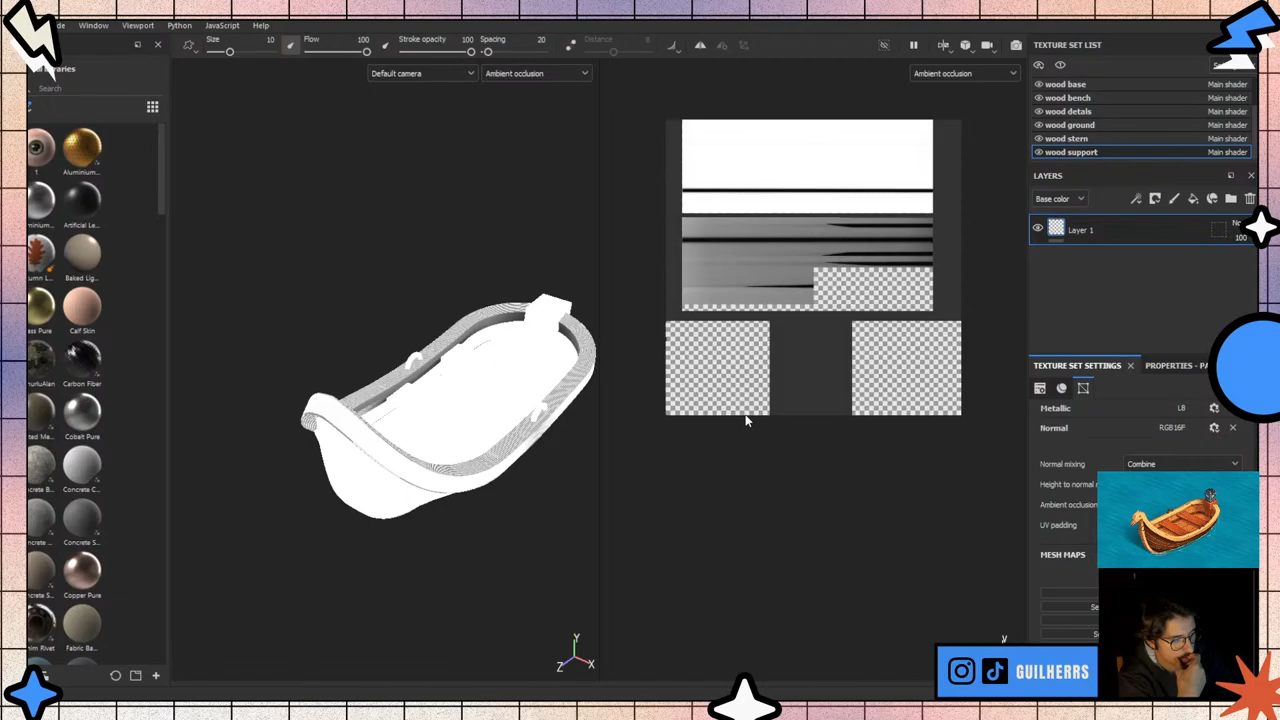 Window Viewport Python JavaScript Help
Size 10 Flow 100 Stroke opacity 100 Spacing 20 Distance 8
Search
Default camera
Ambient occlusion
Ambient occlusion
1
Aluminium...
Artificial Le...
Baked Lig...
Calf Skin
Carbon Fiber
Cobalt Pure
Concrete C...
Concrete S...
Copper Pure
Fabric Ba...
Y
Z
X
TEXTURE SET LIST
wood base Main shader
wood bench Main shader
wood detals Main shader
wood ground Main shader
wood stern Main shader
wood support Main shader
LAYERS
Base color
Layer 1
100
TEXTURE SET SETTINGS
PROPERTIES - PA
Metallic L8
Normal RGB16F
Normal mixing Combine
Height to normal
Ambient occlusion
UV padding
MESH MAPS
GUILHERRS